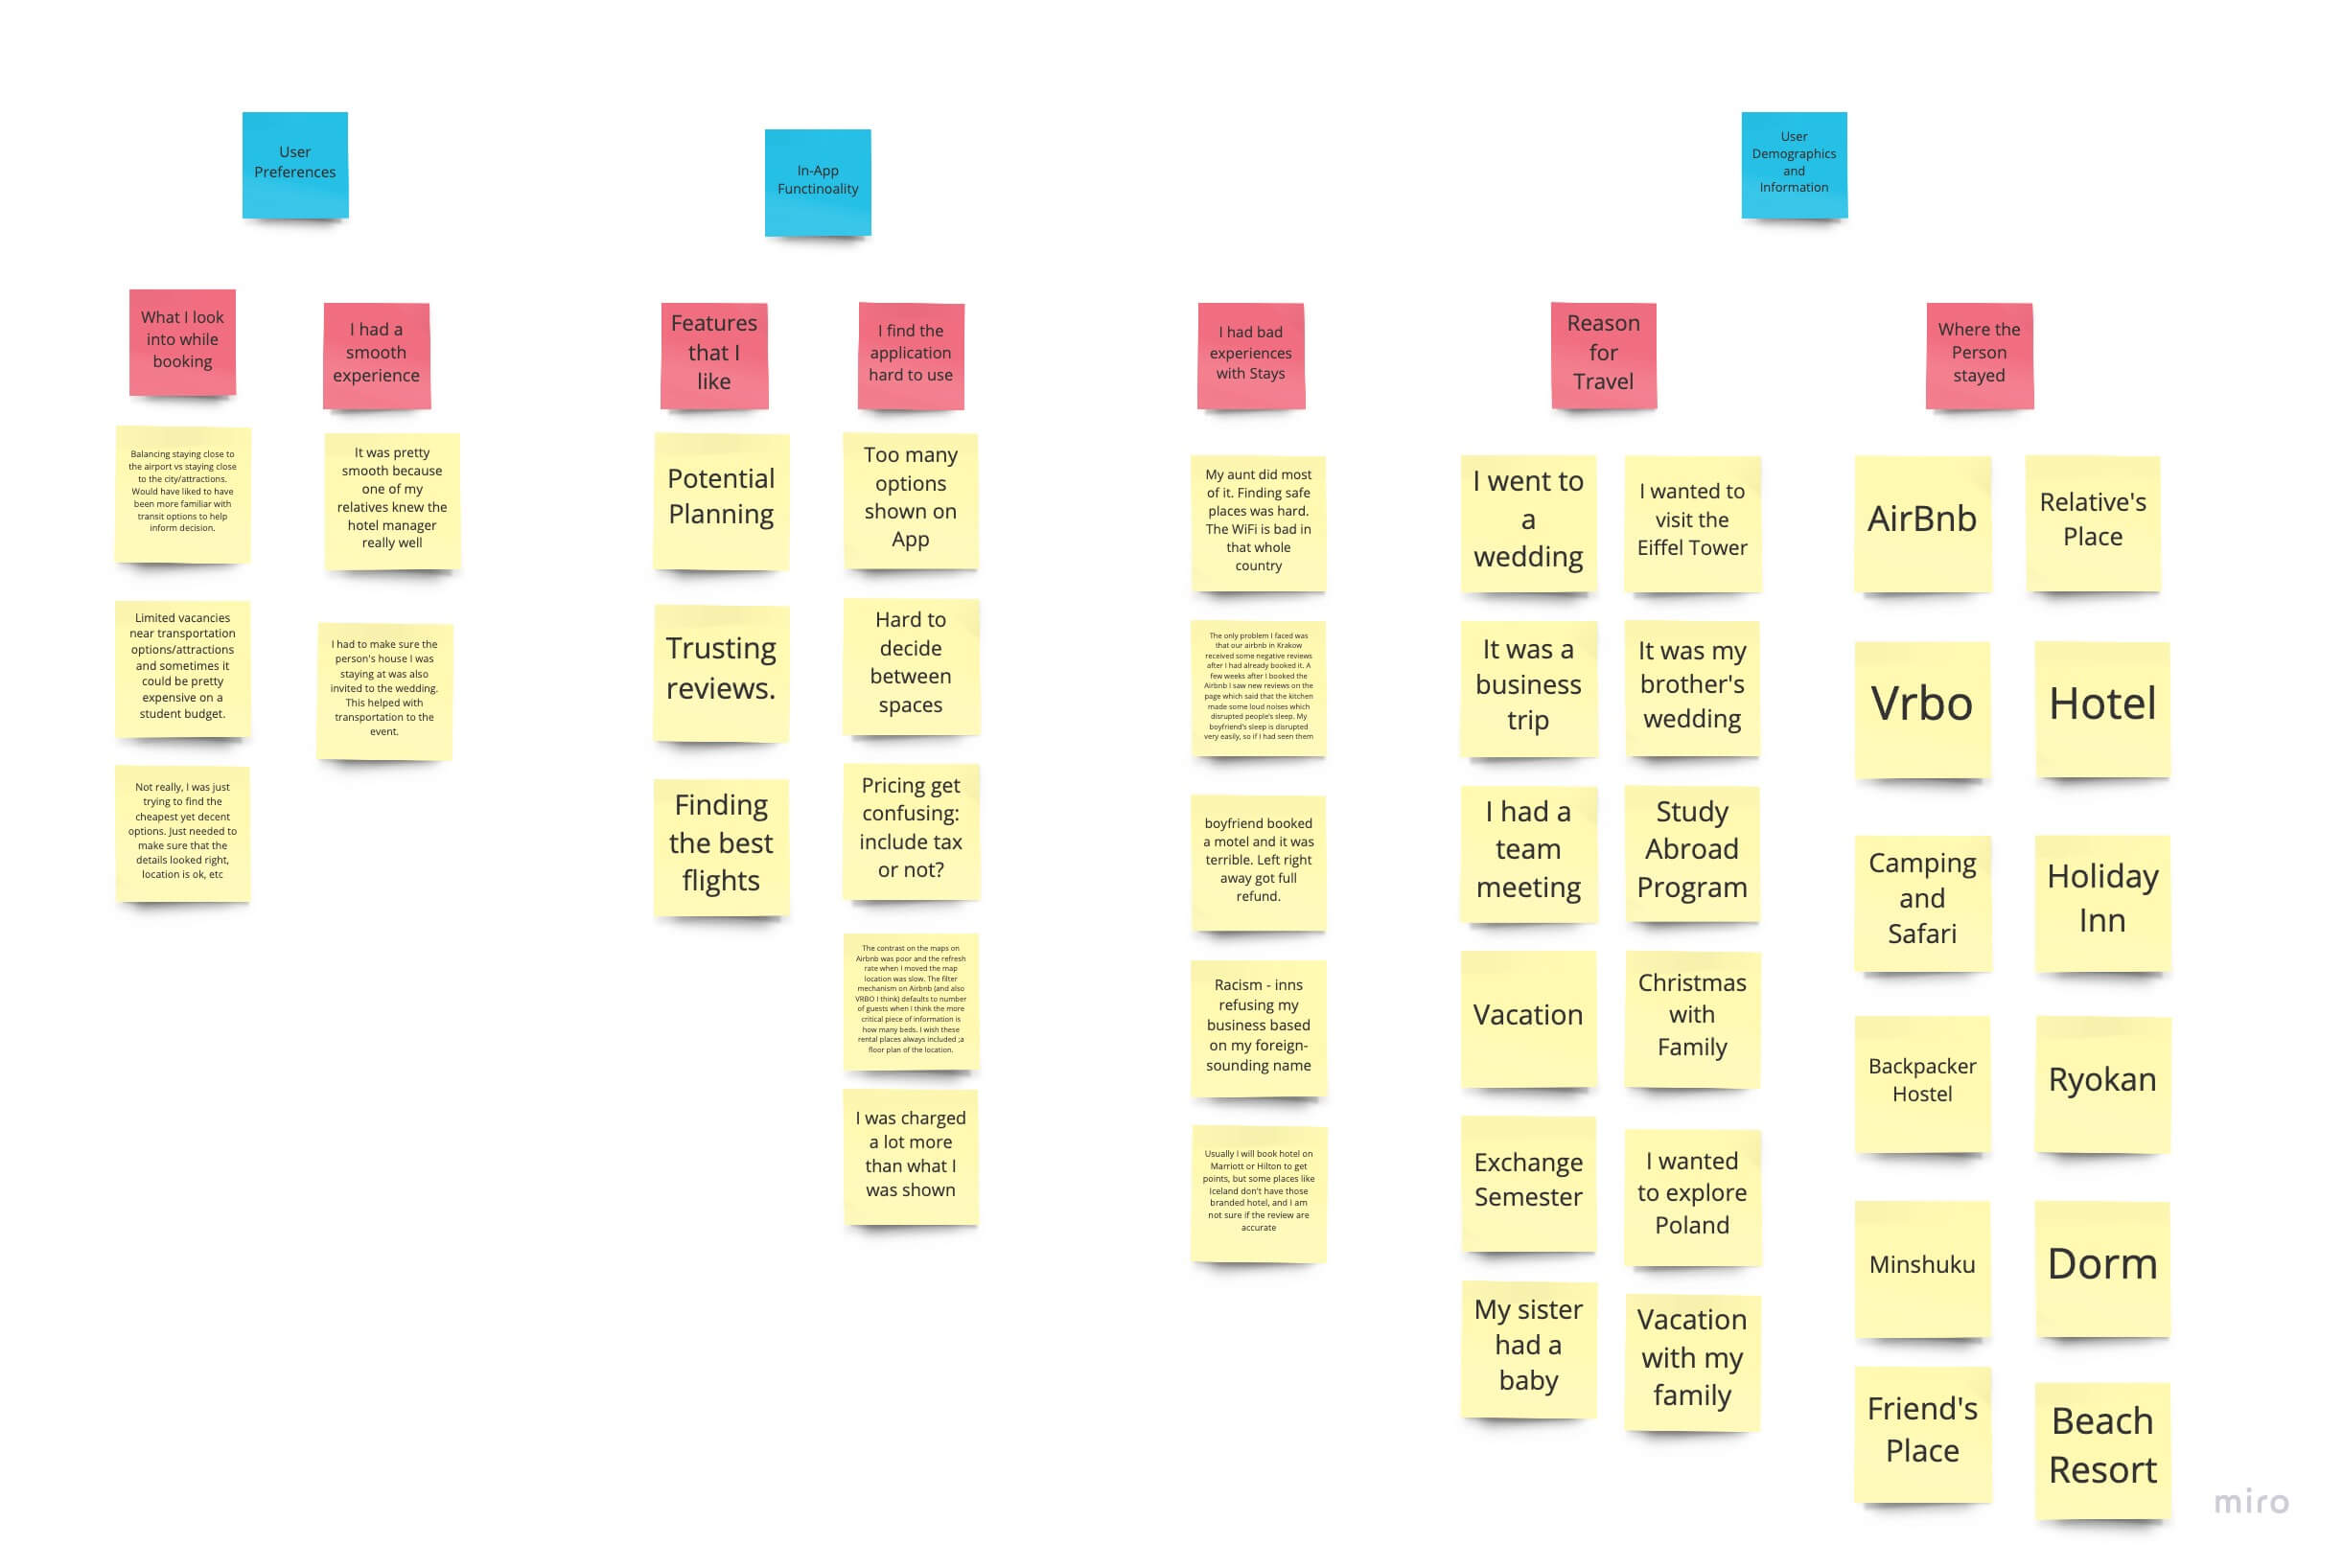 User
Preferences
In-App
Functinoality
User
Demographics
and
Information
What I look
into while
booking
I had a
smooth
experience
Features
that I
like
I find the
application
hard to use
I had bad
experiences
with Stays
Reason
for
Travel
Where the
Person
stayed
Balancing staying close to
the airport vs staying close
to the city/attractions.
Would have liked to have
been more familiar with
transit options to help
inform decision.
Limited vacancies
near transportation
options/attractions
and sometimes it
could be pretty
expensive on a
student budget.
Not really, I was just
trying to find the
cheapest yet decent
options. Just needed to
make sure that the
details looked right,
location is ok, etc
It was pretty
smooth because
one of my
relatives knew the
hotel manager
really well
I had to make sure the
person's house I was
staying at was also
invited to the wedding.
This helped with
transportation to the
event.
Potential
Planning
Trusting
reviews.
Finding
the best
flights
Too many
options
shown on
App
Hard to
decide
between
spaces
Pricing get
confusing:
include tax
or not?
The contrast on the maps on
Airbnb was poor and the refresh
rate when I moved the map
location was slow. The filter
mechanism on Airbnb (and also
VRBO I think) defaults to number
of guests when I think the more
critical piece of information is
how many beds. I wish these
rental places always included ;a
floor plan of the location.
I was charged
a lot more
than what I
was shown
My aunt did most
of it. Finding safe
places was hard.
The WiFi is bad in
that whole
country
The only problem I faced was
that our airbnb in Krakow
received some negative reviews
after I had already booked it. A
few weeks after I booked the
Airbnb I saw new reviews on the
page which said that the kitchen
made some loud noises which
disrupted people's sleep. My
boyfriend's sleep is disrupted
very easily, so if I had seen them
boyfriend booked
a motel and it was
terrible. Left right
away got full
refund.
Racism - inns
refusing my
business based
on my foreign-
sounding name
Usually I will book hotel on
Marriott or Hilton to get
points, but some places like
Iceland don't have those
branded hotel, and I am
not sure if the review are
accurate
I went to
a
wedding
It was a
business
trip
I had a
team
meeting
Vacation
Exchange
Semester
My sister
had a
baby
I wanted to
visit the
Eiffel Tower
It was my
brother's
wedding
Study
Abroad
Program
Christmas
with
Family
I wanted
to explore
Poland
Vacation
with my
family
AirBnb
Vrbo
Camping
and
Safari
Backpacker
Hostel
Minshuku
Friend's
Place
Relative's
Place
Hotel
Holiday
Inn
Ryokan
Dorm
Beach
Resort
miro